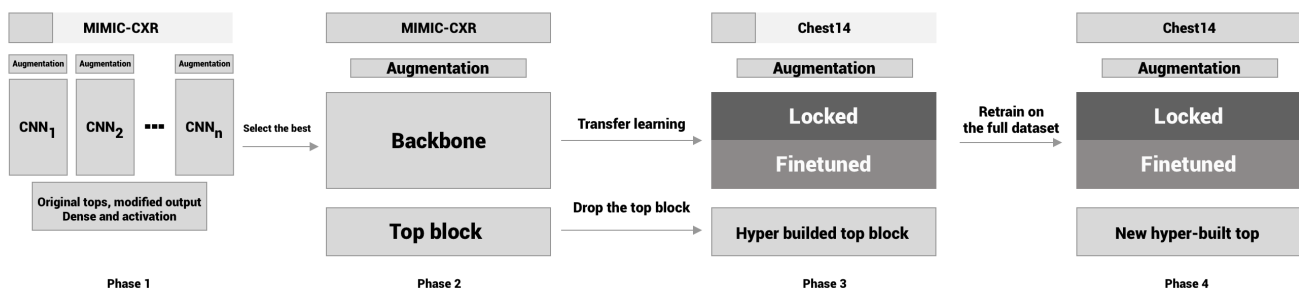 MIMIC-CXR
Augmentation
Augmentation
Augmentation
CNN1
CNN2
CNNn
Original tops, modified output
Dense and activation
Phase 1
Select the best
MIMIC-CXR
Augmentation
Backbone
Top block
Phase 2
Transfer learning
Drop the top block
Chest14
Augmentation
Locked
Finetuned
Hyper builded top block
Phase 3
Retrain on
the full dataset
Chest14
Augmentation
Locked
Finetuned
New hyper-built top
Phase 4